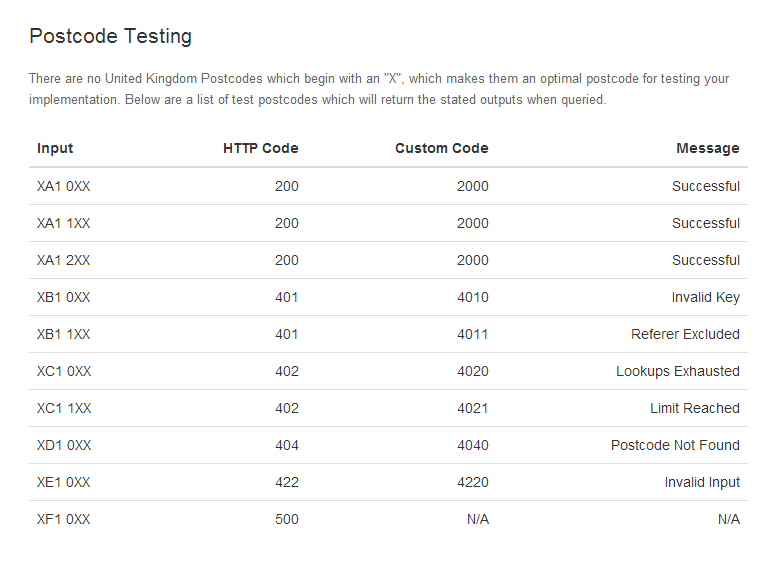 Postcode Testing
There are no United Kingdom Postcodes which begin with an "X", which makes them an optimal postcode for testing your
implementation. Below are a list of test postcodes which will return the stated outputs when queried.
Input HTTP Code Custom Code Message
XA1 0XX 200 2000 Successful
XA1 1XX 200 2000 Successful
XA1 2XX 200 2000 Successful
XB1 0XX 401 4010 Invalid Key
XB1 1XX 401 4011 Referer Excluded
XC1 0XX 402 4020 Lookups Exhausted
XC1 1XX 402 4021 Limit Reached
XD1 0XX 404 4040 Postcode Not Found
XE1 0XX 422 4220 Invalid Input
XF1 0XX 500 N/A N/A